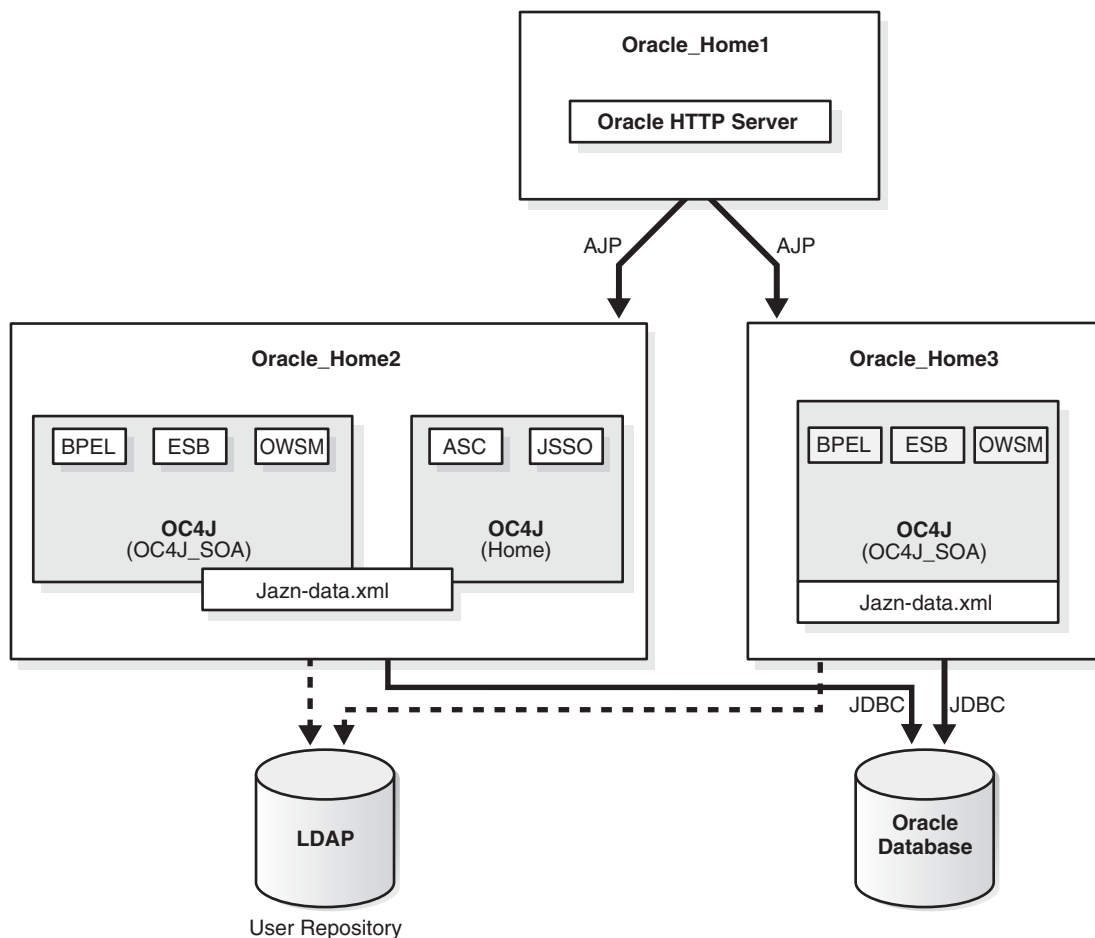 Oracle_Home1
Oracle HTTP Server
AJP
AJP
Oracle_Home2
BPEL
ESB
OWSM
OC4J
(OC4J_SOA)
ASC
JSSO
OC4J
(Home)
Jazn-data.xml
Oracle_Home3
BPEL
ESB
OWSM
OC4J
(OC4J_SOA)
Jazn-data.xml
JDBC
JDBC
LDAP
User Repository
Oracle
Database